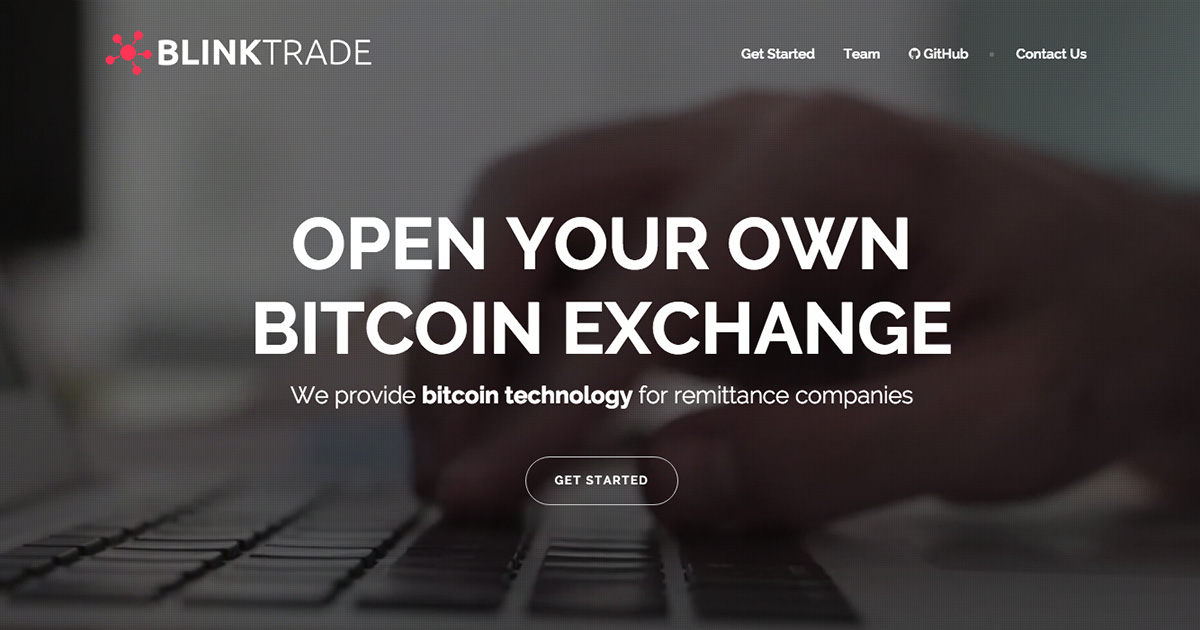 BLINKTRADE
Get Started
Team
GitHub
Contact Us
OPEN YOUR OWN
BITCOIN EXCHANGE
We provide bitcoin technology for remittance companies
GET STARTED